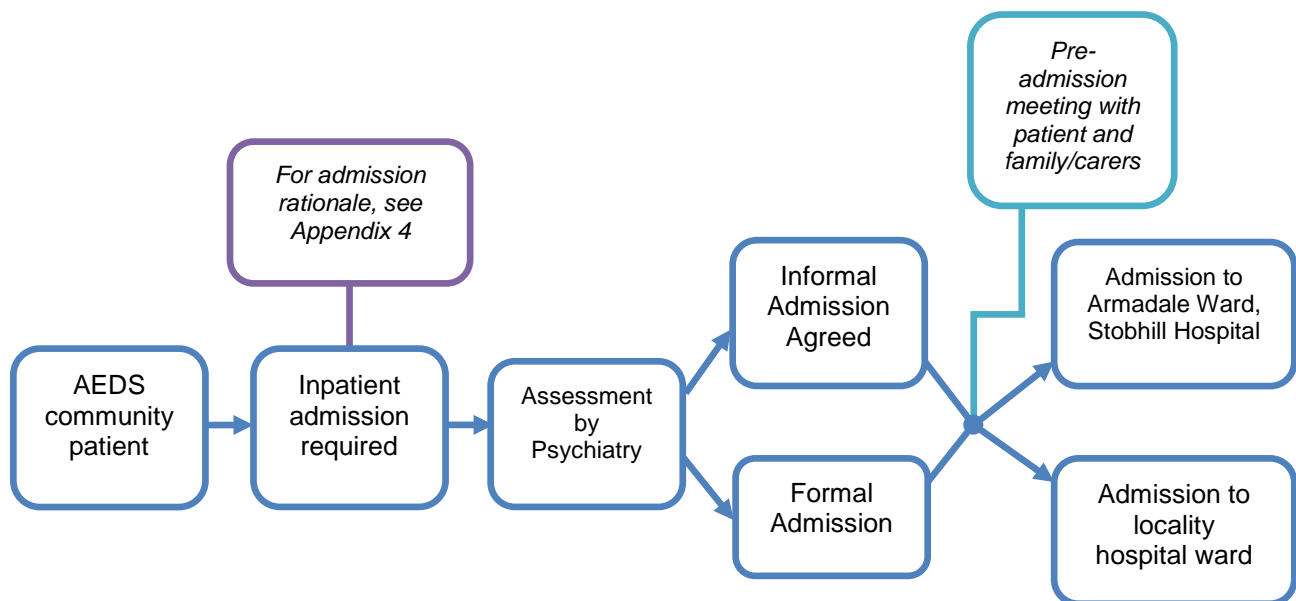 AEDS
community
patient
For admission
rationale, see
Appendix 4
Inpatient
admission
required
Assessment
by
Psychiatry
Informal
Admission
Agreed
Formal
Admission
Pre-
admission
meeting with
patient and
family/carers
Admission to
Armadale Ward,
Stobhill Hospital
Admission to
locality
hospital ward